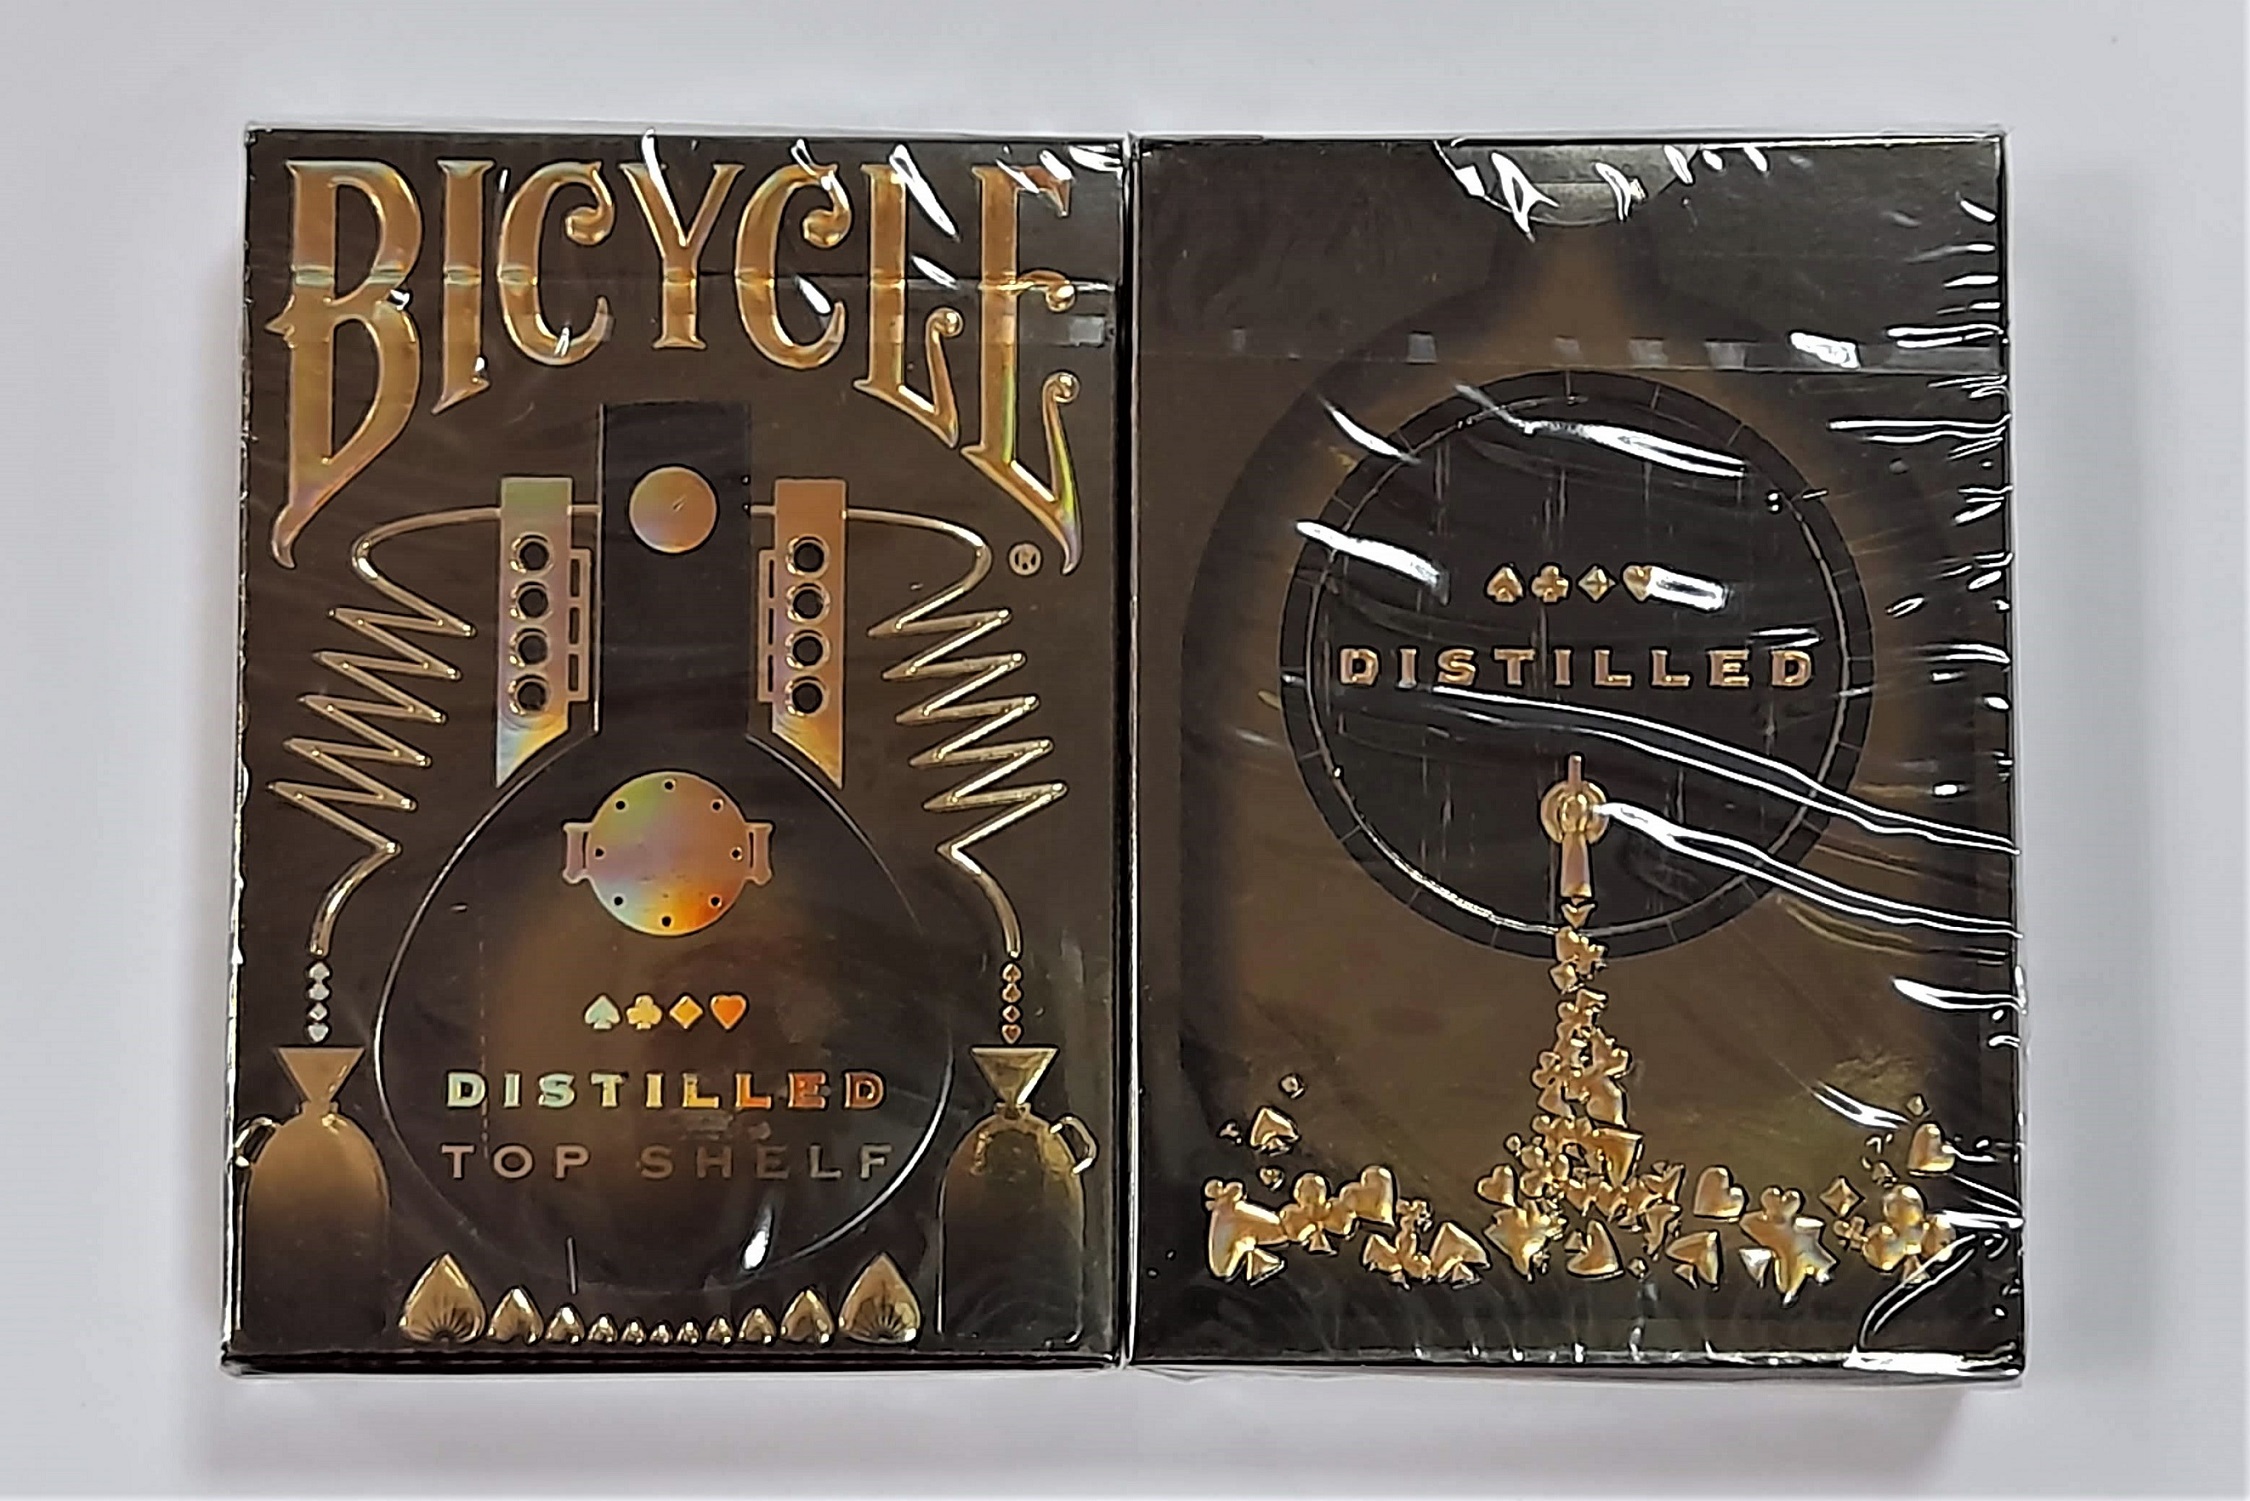 BICYCLE
®
DISTILLED
TOP SHELF
DISTILLED